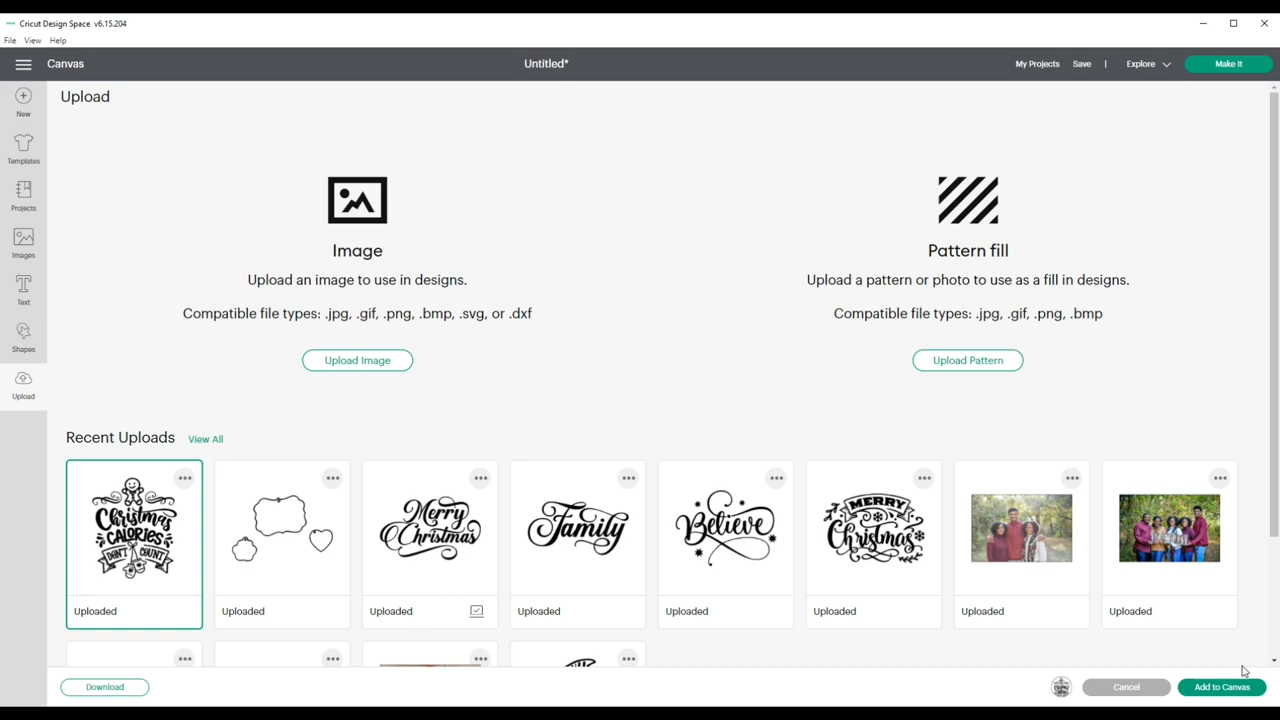 Cricut Design Space v6.15.204
File View Help
Canvas
Untitled*
My Projects Save | Explore Make It
New
Templates
Projects
Images
Text
Shapes
Upload
Upload
Image
Upload an image to use in designs.
Compatible file types: .jpg, .gif, .png, .bmp, .svg, or .dxf
Upload Image
Pattern fill
Upload a pattern or photo to use as a fill in designs.
Compatible file types: .jpg, .gif, .png, .bmp
Upload Pattern
Recent Uploads View All
Christmas
CALORIES
DON'T COUNT
Merry
Christmas
Family
Believe
MERRY
Christmas
Uploaded Uploaded Uploaded Uploaded Uploaded Uploaded Uploaded Uploaded
Download Cancel Add to Canvas